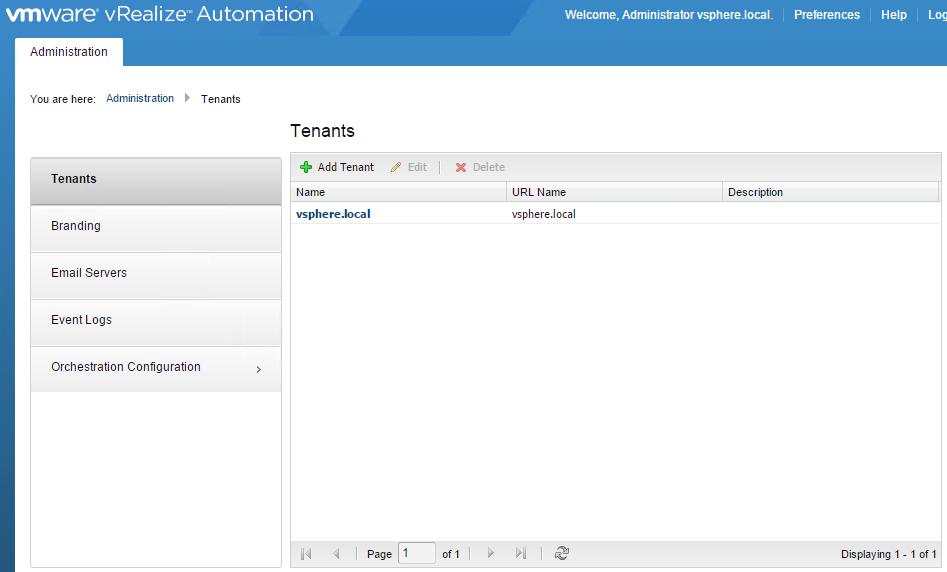 vmware® vRealize™ Automation
Welcome, Administrator vsphere.local. Preferences Help Log
Administration
You are here: Administration Tenants
Tenants
Tenants
Branding
Email Servers
Event Logs
Orchestration Configuration
Add Tenant Edit Delete
Name URL Name Description
vsphere.local vsphere.local
Page 1 of 1 Displaying 1 - 1 of 1